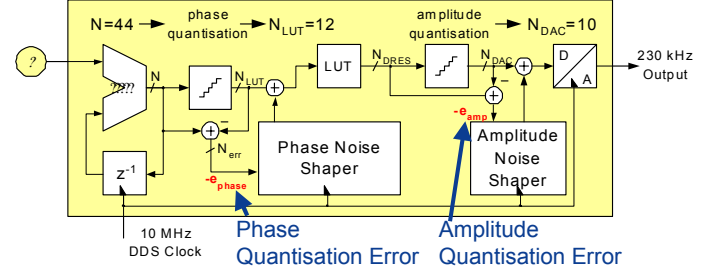 N=44
phase
quantisation
N_LUT=12
amplitude
quantisation
N_DAC=10
?
?????
N
N_LUT
LUT
N_DRES
N_DAC
D
A
230 kHz
Output
+
−
+
−
+
+
N_err
-e_phase
-e_amp
z⁻¹
Phase Noise
Shaper
Amplitude
Noise
Shaper
10 MHz
DDS Clock
Phase
Quantisation Error
Amplitude
Quantisation Error